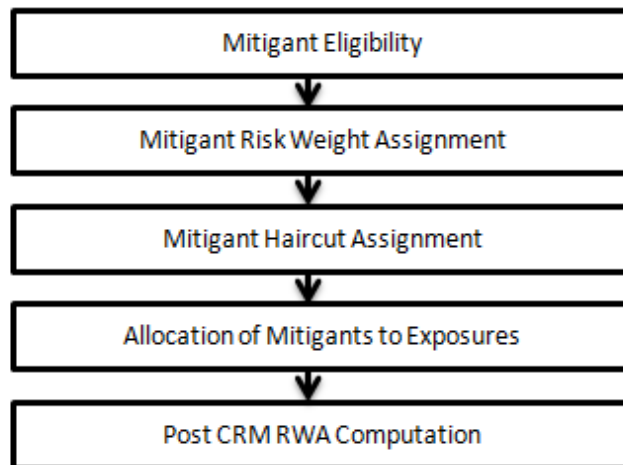 Mitigant Eligibility
Mitigant Risk Weight Assignment
Mitigant Haircut Assignment
Allocation of Mitigants to Exposures
Post CRM RWA Computation